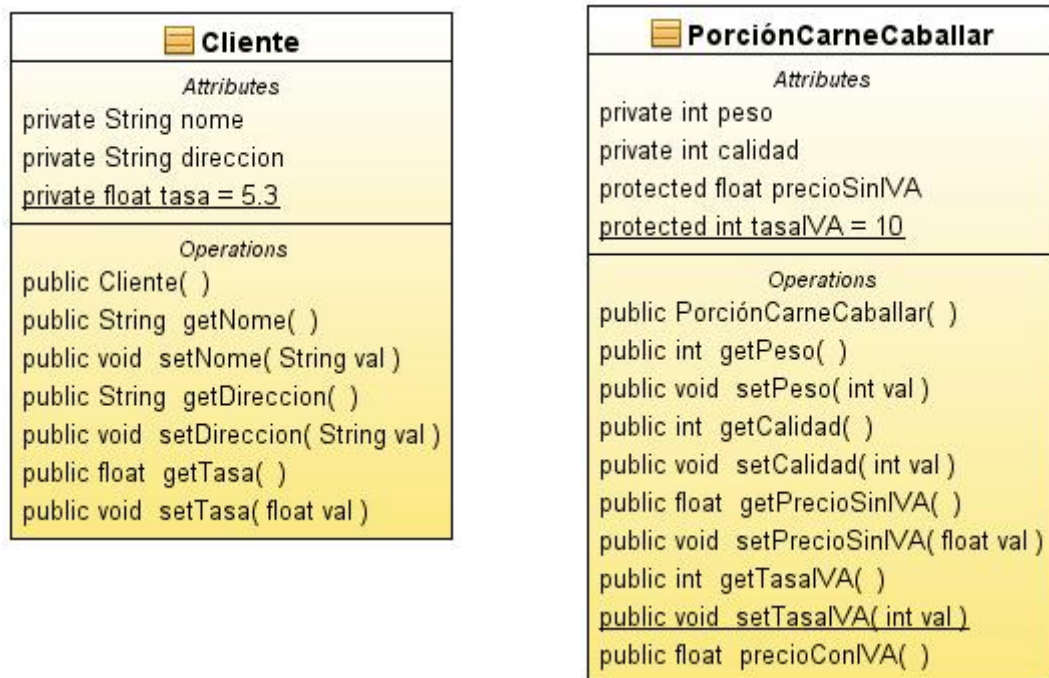 Cliente
Attributes
private String nome
private String direccion
private float tasa = 5.3
Operations
public Cliente( )
public String getNome( )
public void setNome( String val )
public String getDireccion( )
public void setDireccion( String val )
public float getTasa( )
public void setTasa( float val )
PorciónCarneCaballar
Attributes
private int peso
private int calidad
protected float precioSinIVA
protected int tasaIVA = 10
Operations
public PorciónCarneCaballar( )
public int getPeso( )
public void setPeso( int val )
public int getCalidad( )
public void setCalidad( int val )
public float getPrecioSinIVA( )
public void setPrecioSinIVA( float val )
public int getTasaIVA( )
public void setTasaIVA( int val )
public float precioConIVA( )